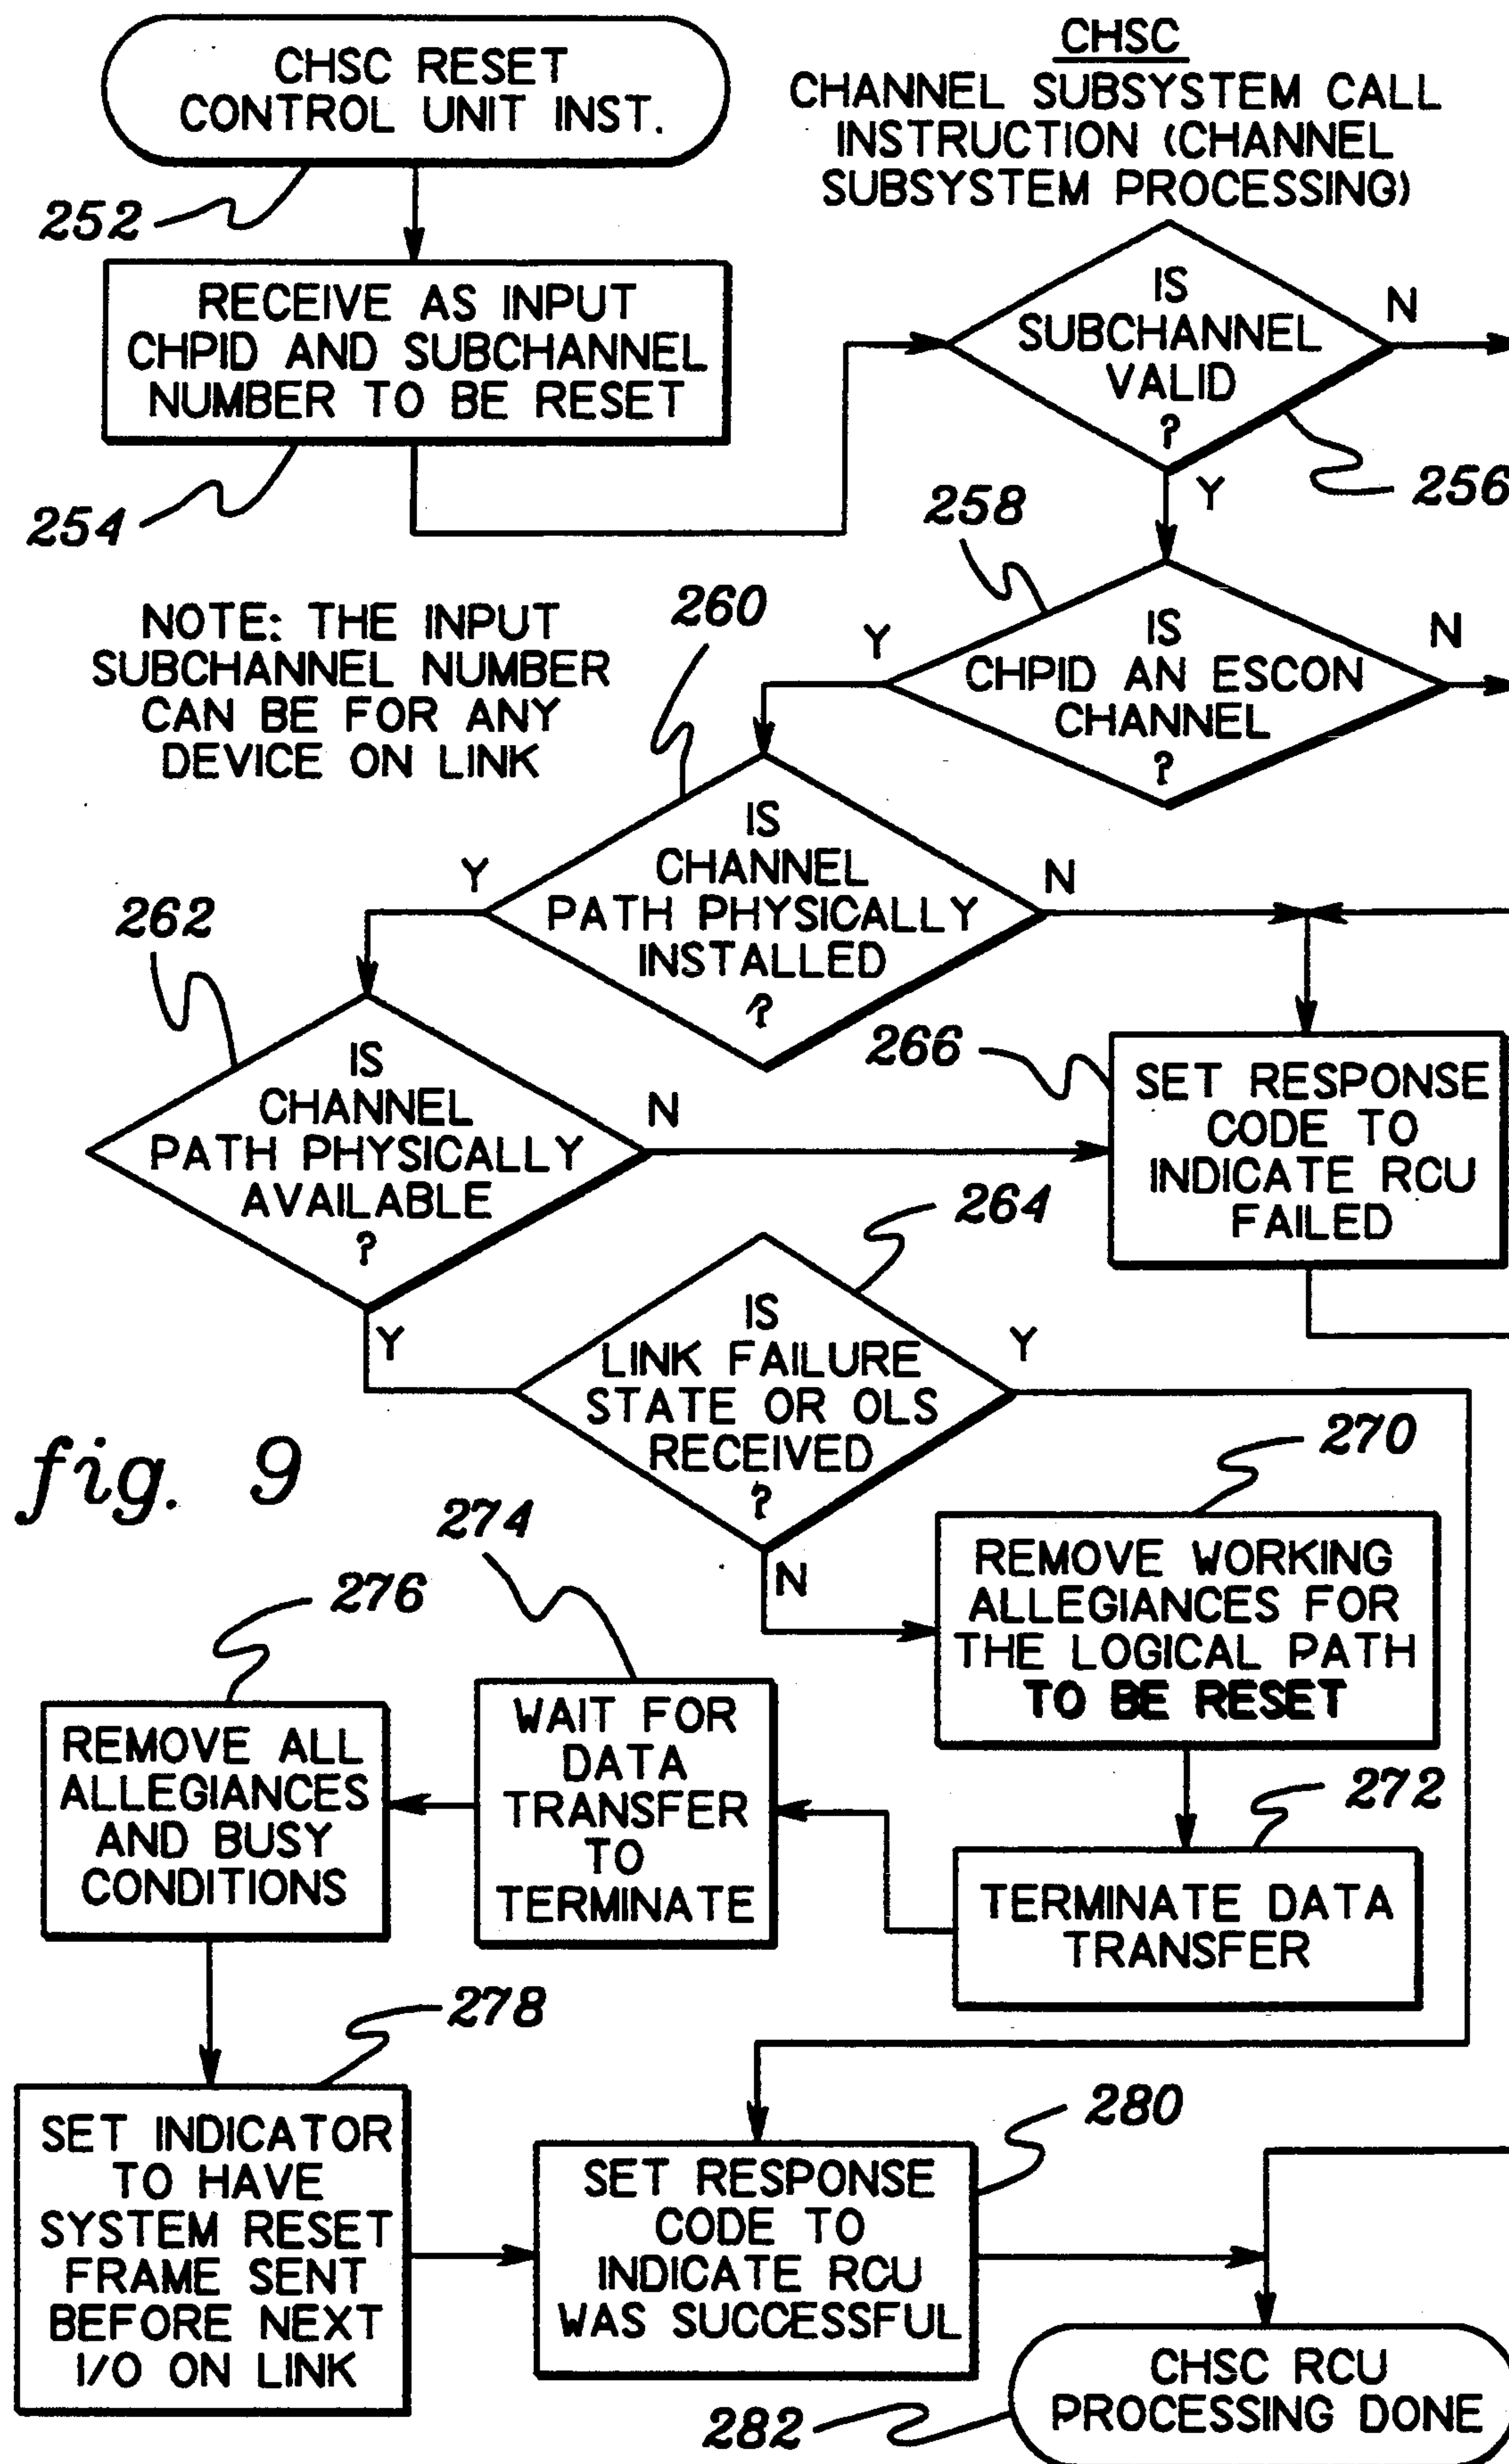 CHSC RESET
CONTROL UNIT INST.
252
CHSC
CHANNEL SUBSYSTEM CALL
INSTRUCTION (CHANNEL
SUBSYSTEM PROCESSING)
RECEIVE AS INPUT
CHPID AND SUBCHANNEL
NUMBER TO BE RESET
254
IS
SUBCHANNEL
VALID
?
N
Y
256
258
NOTE: THE INPUT
SUBCHANNEL NUMBER
CAN BE FOR ANY
DEVICE ON LINK
IS
CHPID AN ESCON
CHANNEL
?
Y
N
260
IS
CHANNEL
PATH PHYSICALLY
INSTALLED
?
Y
N
262
IS
CHANNEL
PATH PHYSICALLY
AVAILABLE
?
N
Y
266
SET RESPONSE
CODE TO
INDICATE RCU
FAILED
264
IS
LINK FAILURE
STATE OR OLS
RECEIVED
?
Y
N
fig. 9
270
REMOVE WORKING
ALLEGIANCES FOR
THE LOGICAL PATH
TO BE RESET
272
TERMINATE DATA
TRANSFER
274
WAIT FOR
DATA
TRANSFER
TO
TERMINATE
276
REMOVE ALL
ALLEGIANCES
AND BUSY
CONDITIONS
278
SET INDICATOR
TO HAVE
SYSTEM RESET
FRAME SENT
BEFORE NEXT
I/O ON LINK
280
SET RESPONSE
CODE TO
INDICATE RCU
WAS SUCCESSFUL
282
CHSC RCU
PROCESSING DONE